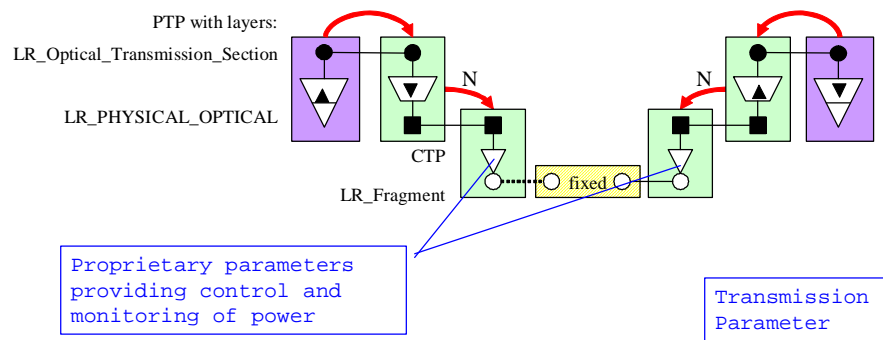 PTP with layers:
LR_Optical_Transmission_Section
N
N
LR_PHYSICAL_OPTICAL
CTP
fixed
LR_Fragment
Proprietary parameters
providing control and
monitoring of power
Transmission
Parameter